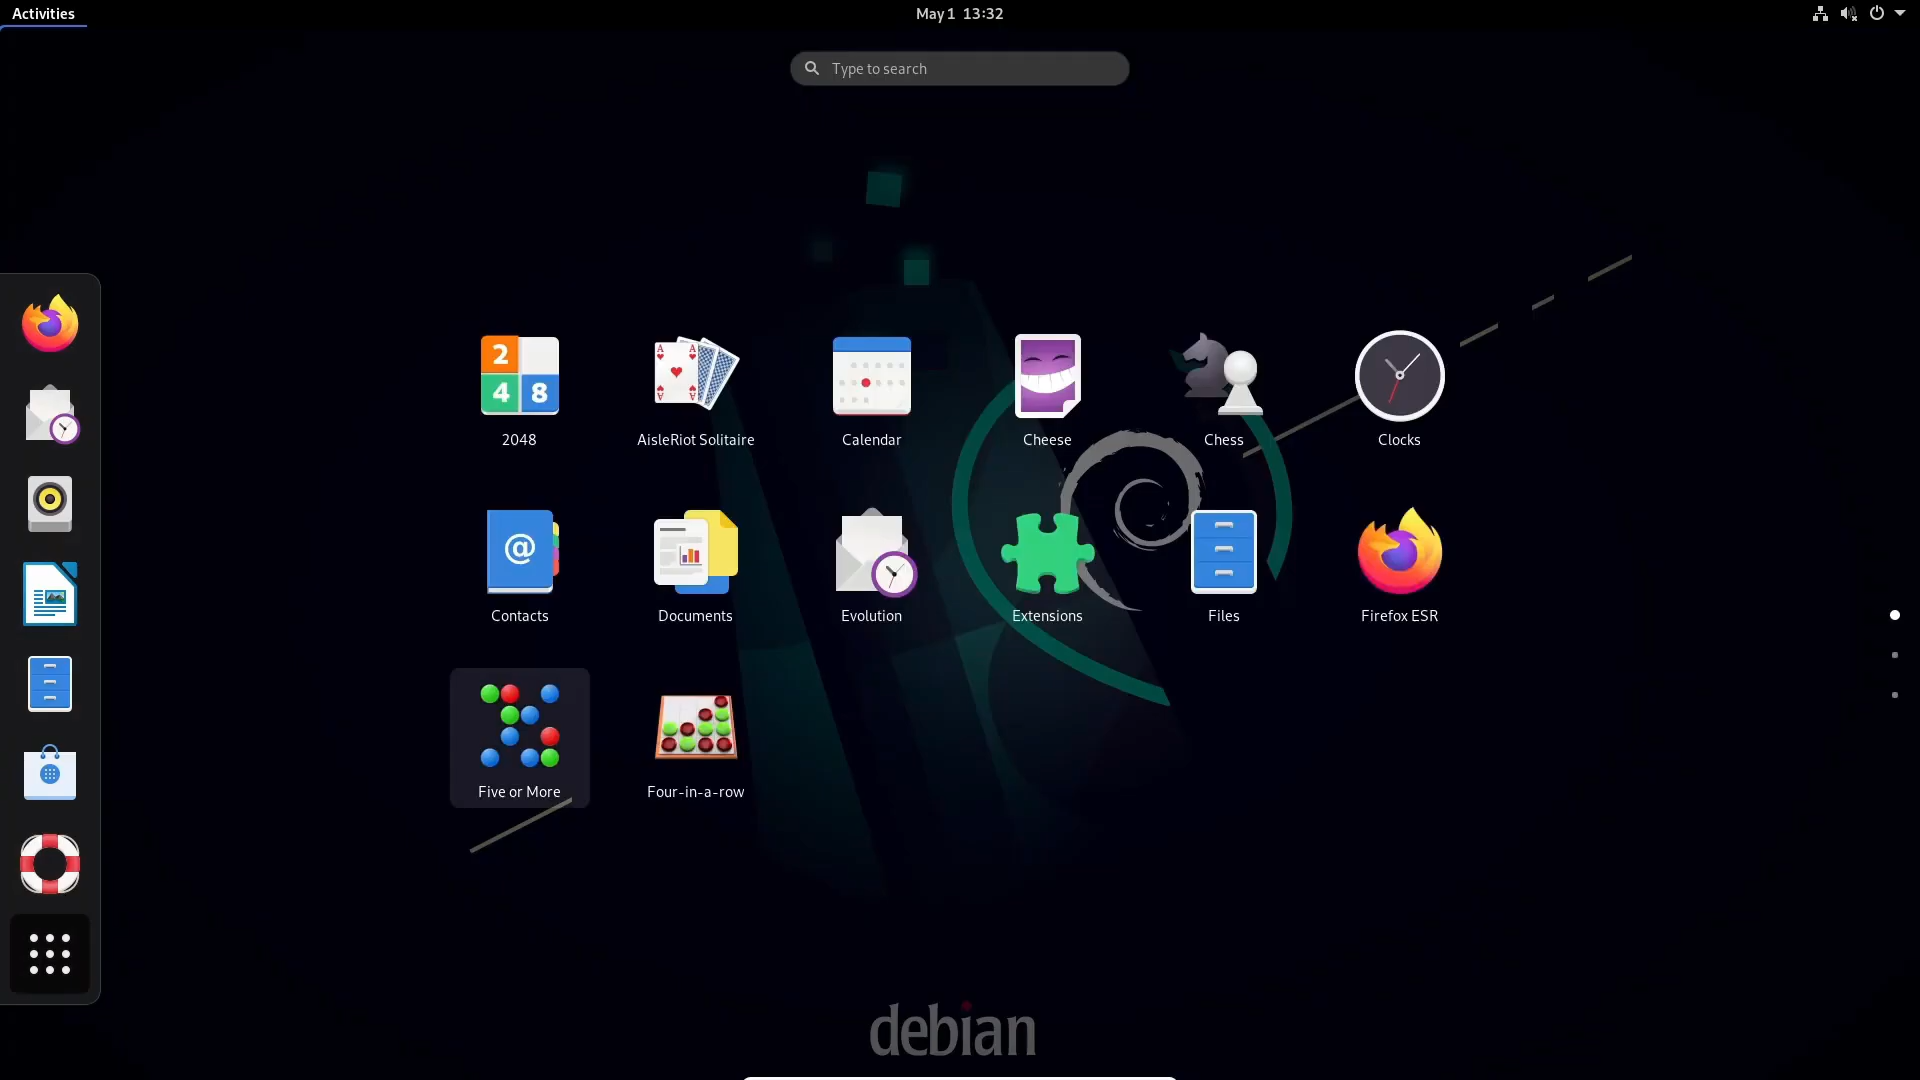 Activities
May 1 13:32
Type to search
2
4 8
A A
A A
2048
AisleRiot Solitaire
Calendar
Cheese
Chess
Clocks
@
Contacts
Documents
Evolution
Extensions
Files
Firefox ESR
Five or More
Four-in-a-row
debian